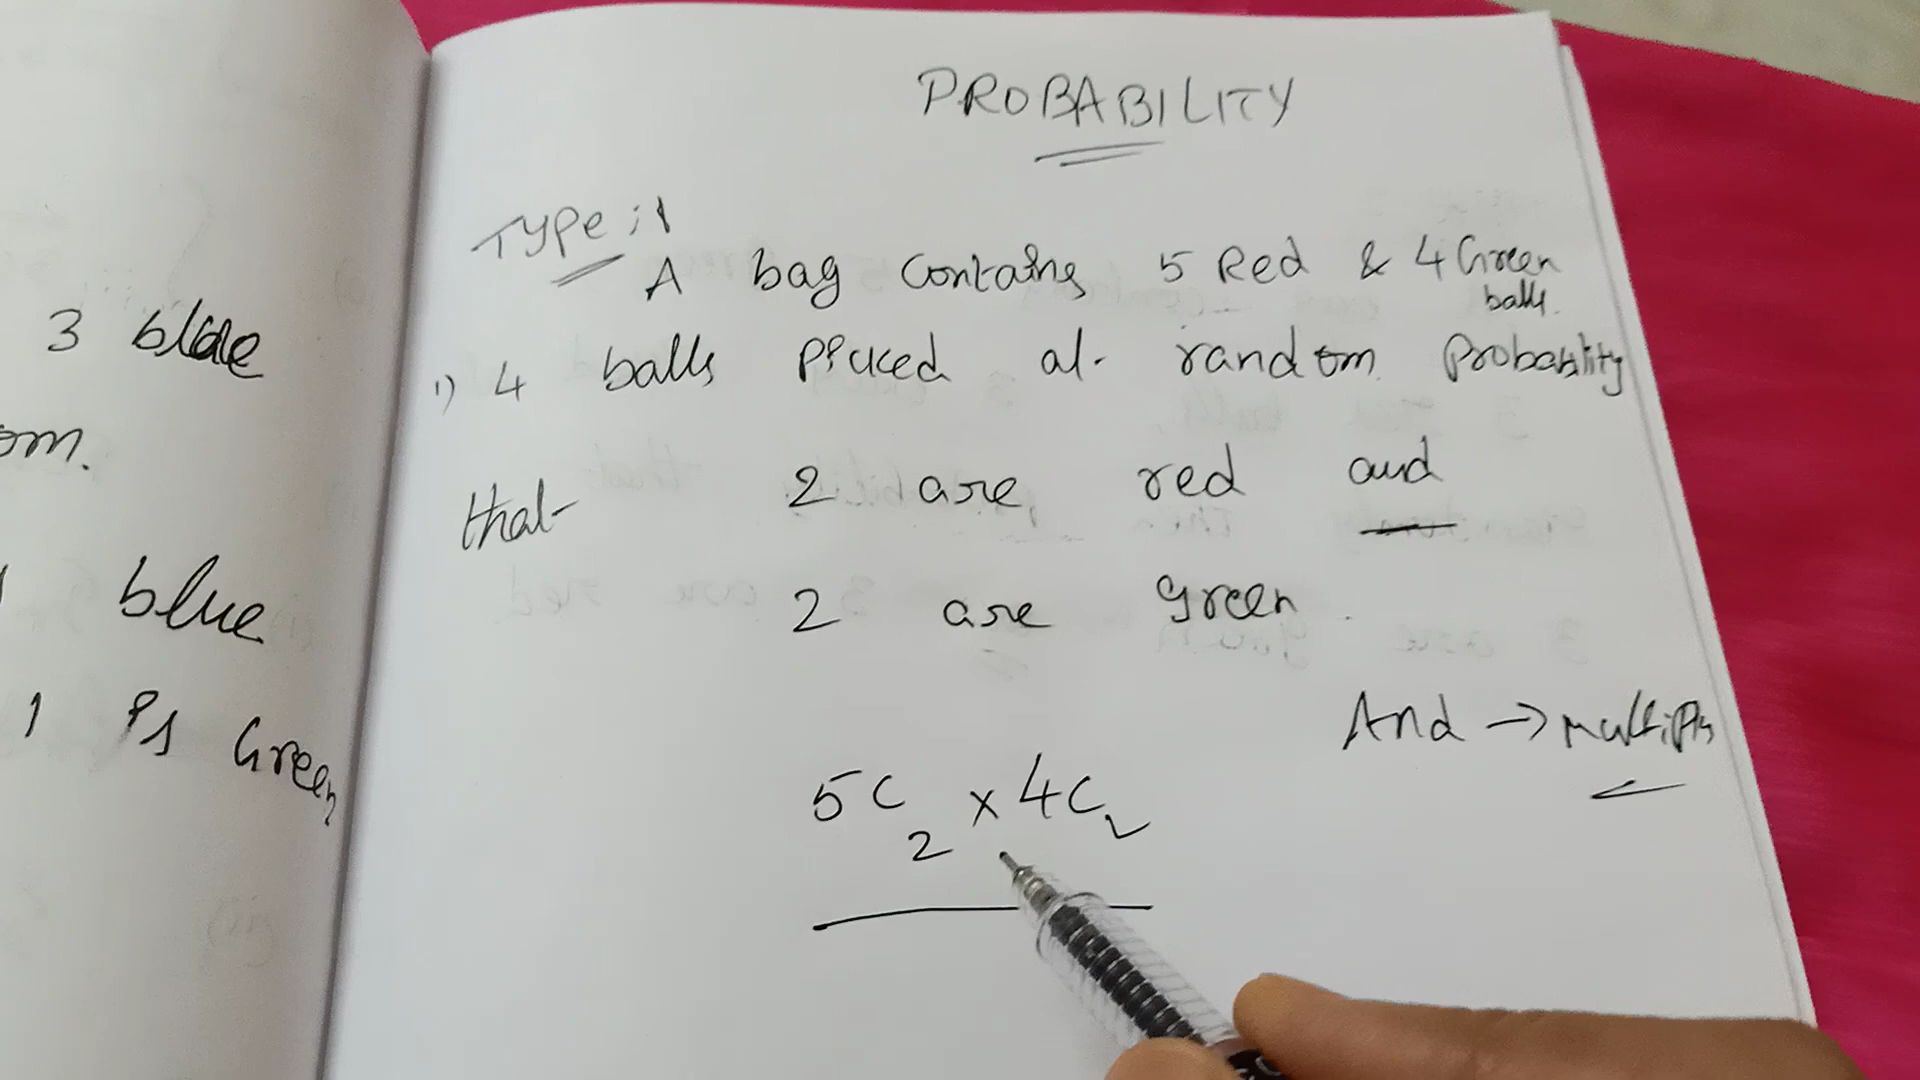 3 blue
om.
blue
1 is Green
PROBABILITY
Type : 1
A bag contains 5 Red & 4 Green
balls.
1) 4 balls picked at random. Probability
that 2 are red and
2 are green.
And → Multiply
5C2 x 4C2